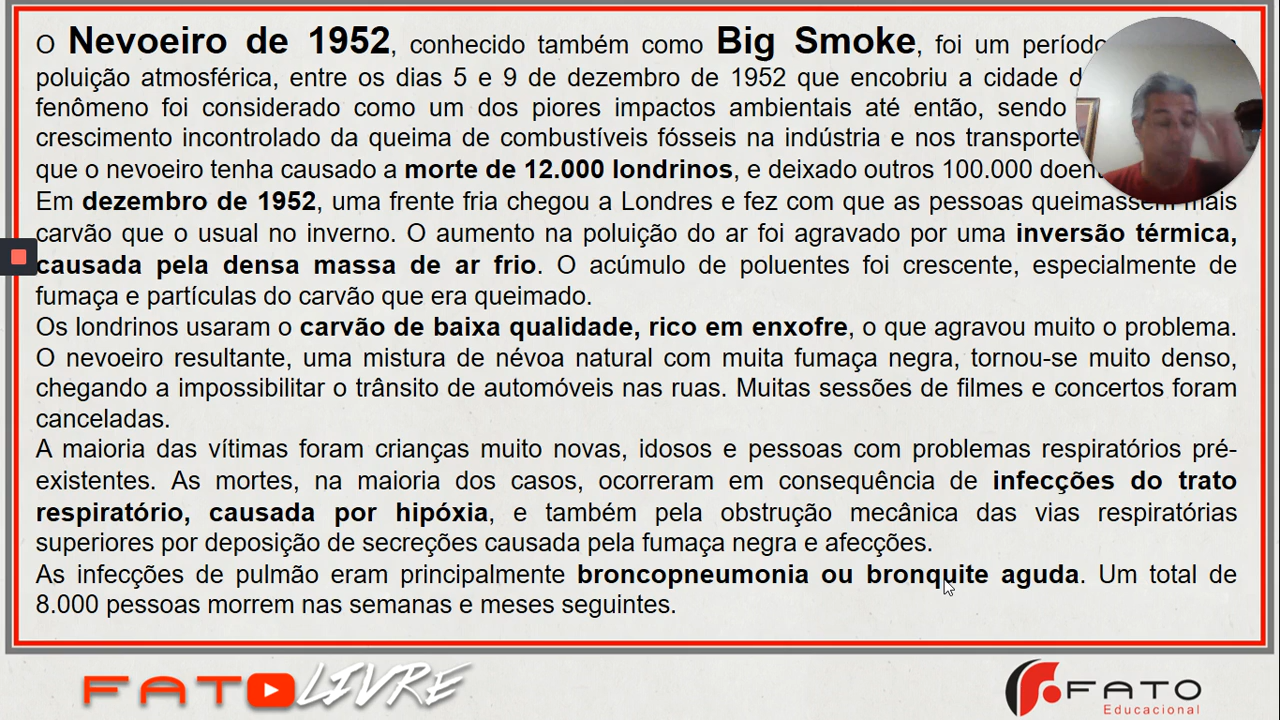 O Nevoeiro de 1952, conhecido também como Big Smoke, foi um período
poluição atmosférica, entre os dias 5 e 9 de dezembro de 1952 que encobriu a cidade
fenômeno foi considerado como um dos piores impactos ambientais até então, sendo
crescimento incontrolado da queima de combustíveis fósseis na indústria e nos transporte
que o nevoeiro tenha causado a morte de 12.000 londrinos, e deixado outros 100.000
Em dezembro de 1952, uma frente fria chegou a Londres e fez com que as pessoas queimassem mais
carvão que o usual no inverno. O aumento na poluição do ar foi agravado por uma inversão térmica,
causada pela densa massa de ar frio. O acúmulo de poluentes foi crescente, especialmente de
fumaça e partículas do carvão que era queimado.
Os londrinos usaram o carvão de baixa qualidade, rico em enxofre, o que agravou muito o problema.
O nevoeiro resultante, uma mistura de névoa natural com muita fumaça negra, tornou-se muito denso,
chegando a impossibilitar o trânsito de automóveis nas ruas. Muitas sessões de filmes e concertos foram
canceladas.
A maioria das vítimas foram crianças muito novas, idosos e pessoas com problemas respiratórios pré-
existentes. As mortes, na maioria dos casos, ocorreram em consequência de infecções do trato
respiratório, causada por hipóxia, e também pela obstrução mecânica das vias respiratórias
superiores por deposição de secreções causada pela fumaça negra e afecções.
As infecções de pulmão eram principalmente broncopneumonia ou bronquite aguda. Um total de
8.000 pessoas morrem nas semanas e meses seguintes.
FATO LIVRE
FATO
Educacional